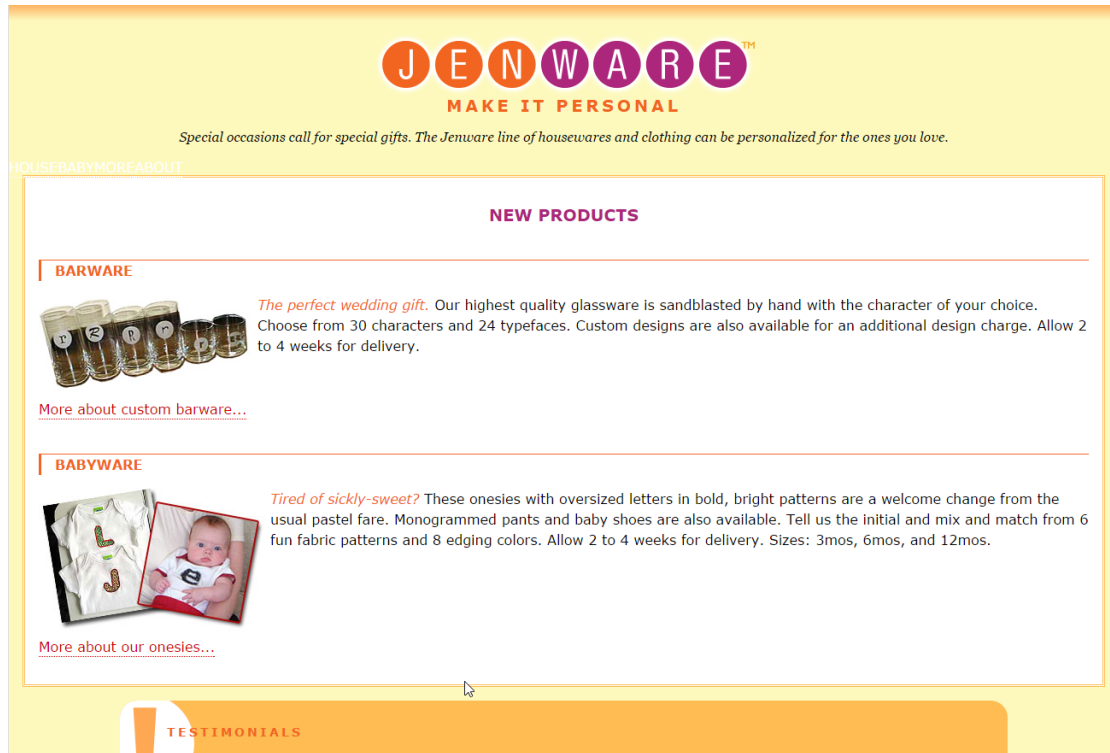 JENWARE™
MAKE IT PERSONAL
Special occasions call for special gifts. The Jenware line of housewares and clothing can be personalized for the ones you love.
HOUSEBABYMOREABOUT
NEW PRODUCTS
BARWARE
The perfect wedding gift. Our highest quality glassware is sandblasted by hand with the character of your choice.
Choose from 30 characters and 24 typefaces. Custom designs are also available for an additional design charge. Allow 2
to 4 weeks for delivery.
r R P r o S
More about custom barware...
BABYWARE
Tired of sickly-sweet? These onesies with oversized letters in bold, bright patterns are a welcome change from the
usual pastel fare. Monogrammed pants and baby shoes are also available. Tell us the initial and mix and match from 6
fun fabric patterns and 8 edging colors. Allow 2 to 4 weeks for delivery. Sizes: 3mos, 6mos, and 12mos.
L
J
e
More about our onesies...
! TESTIMONIALS